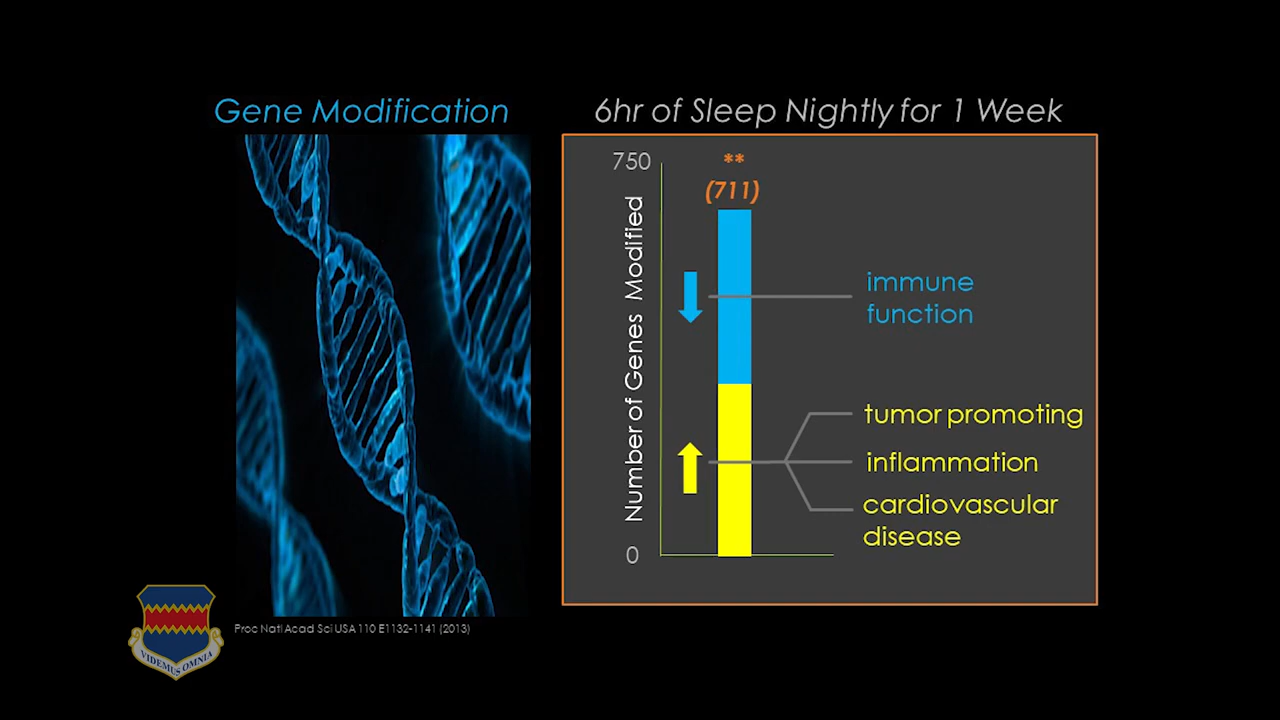 Gene Modification
6hr of Sleep Nightly for 1 Week
750
**
(711)
Number of Genes Modified
immune
function
tumor promoting
inflammation
cardiovascular
disease
0
Proc Natl Acad Sci USA 110 E1132-1141 (2013)
VIDEMUS OMNIA